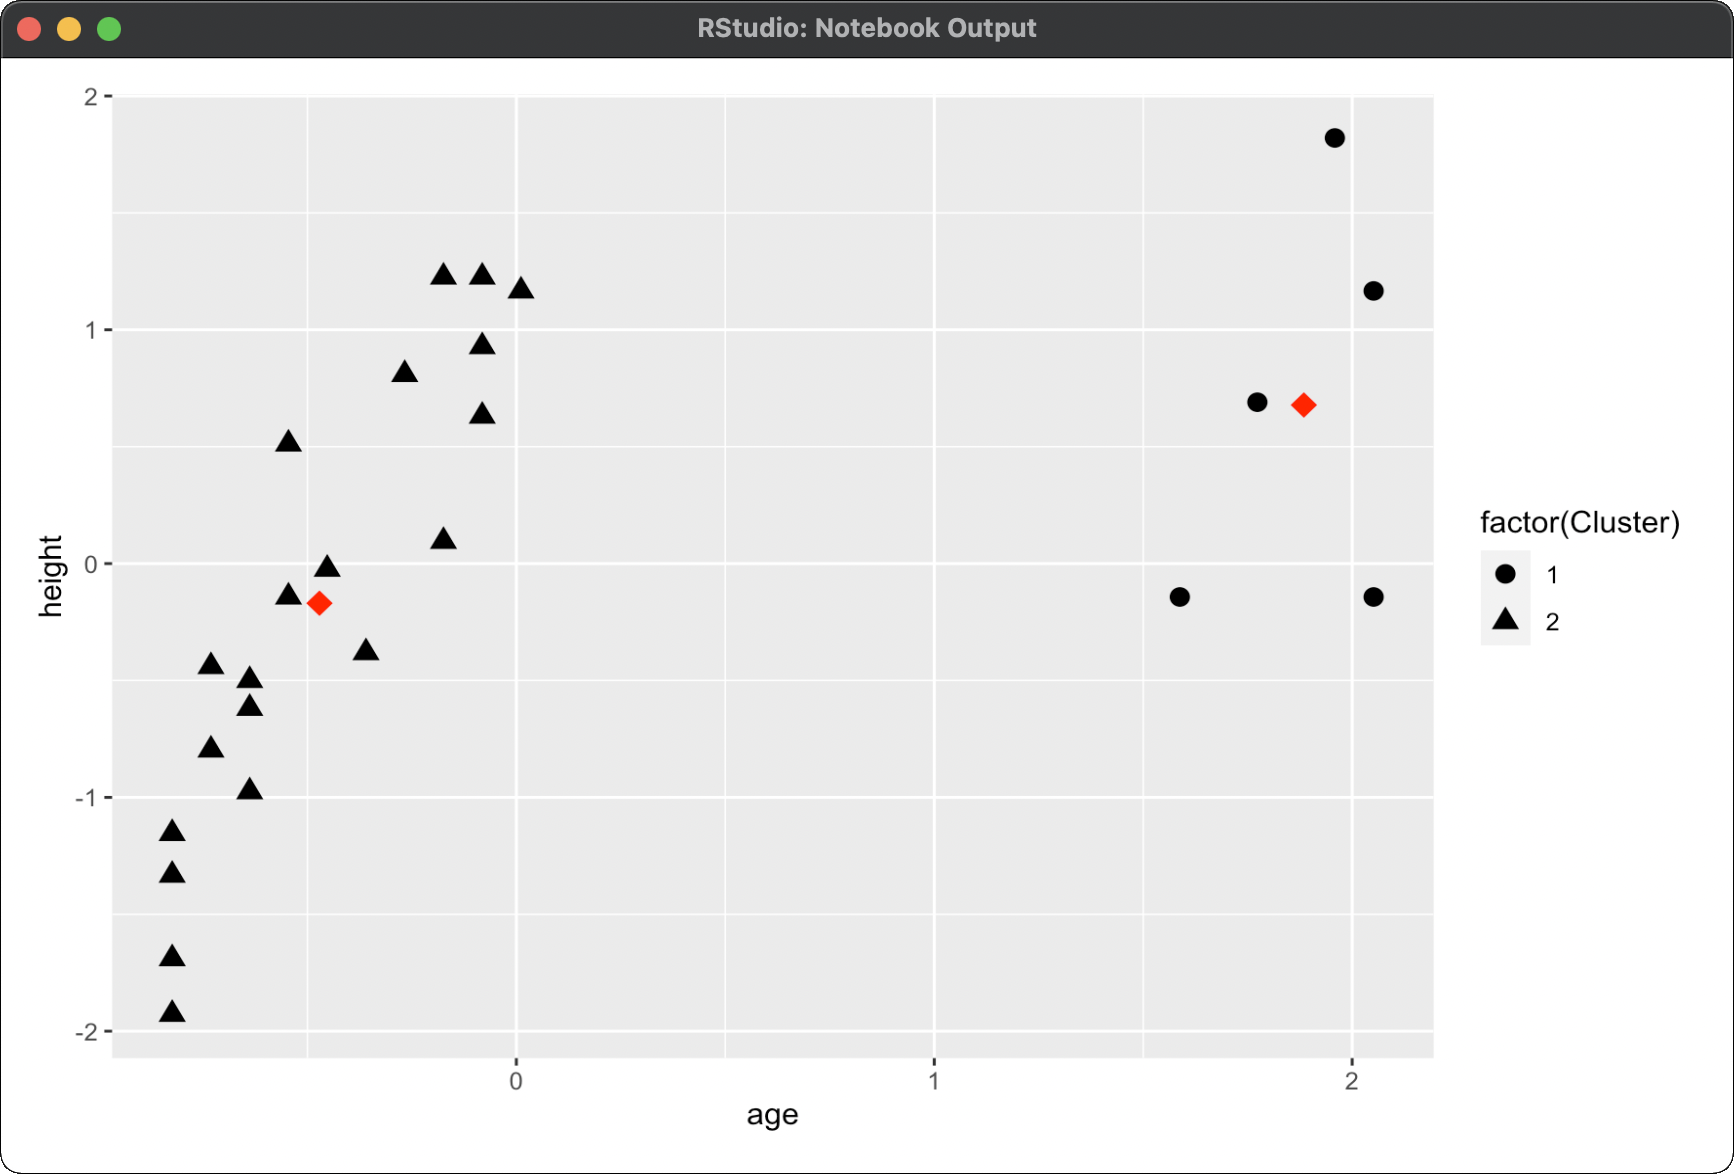 RStudio: Notebook Output
2
1
0
-1
-2
height
0
1
2
age
factor(Cluster)
1
2